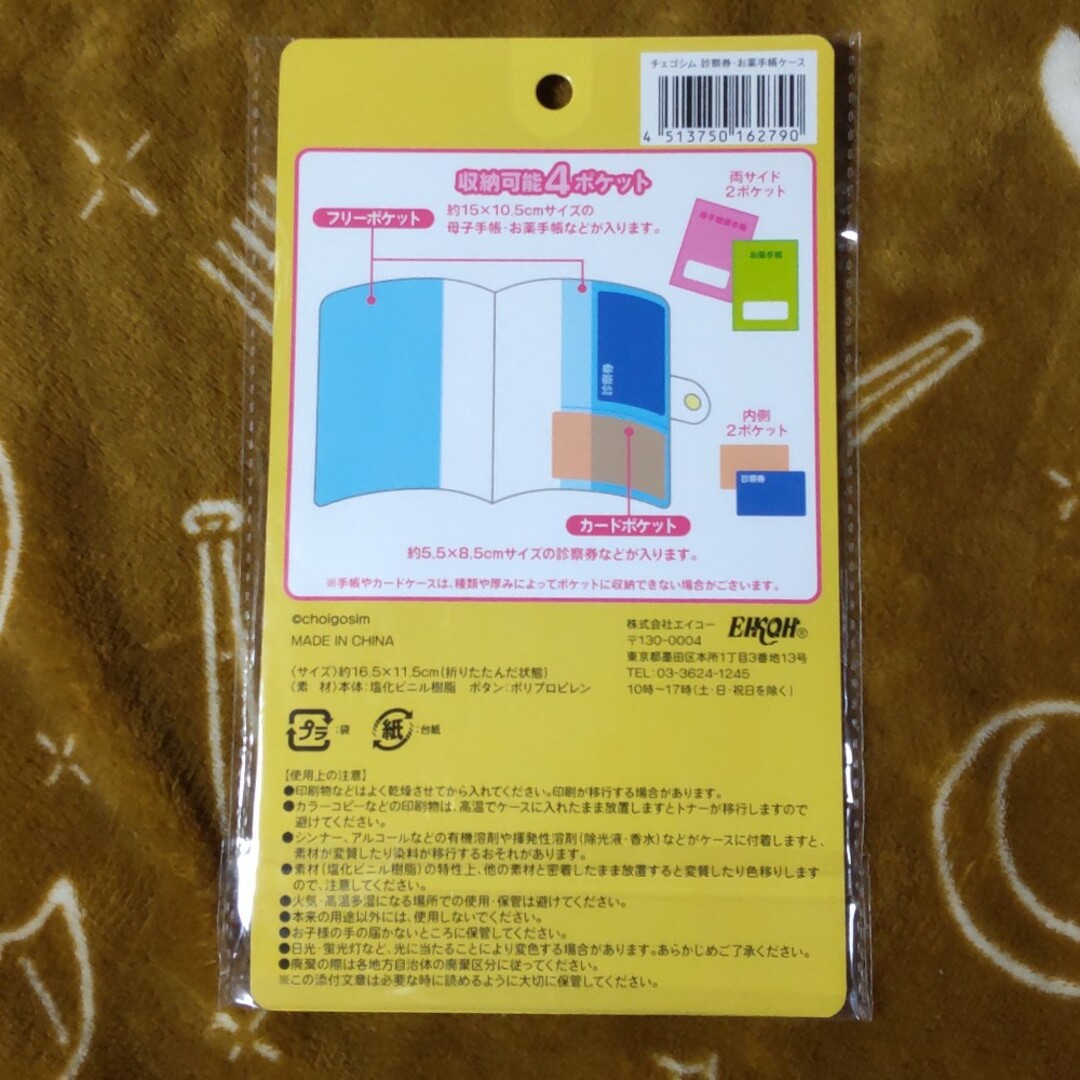 チェゴシム 診察券・お薬手帳ケース
4 513750 162790
収納可能4ポケット
両サイド
2ポケット
フリーポケット
約15×10.5cmサイズの
母子手帳・お薬手帳などが入ります。
母子健康手帳
お薬手帳
診察券
内側
2ポケット
診察券
カードポケット
約5.5×8.5cmサイズの診察券などが入ります。
※手帳やカードケースは、種類や厚みによってポケットに収納できない場合がございます。
©choigosim
MADE IN CHINA
株式会社エイコー EIKOH®
〒130-0004
東京都墨田区本所1丁目3番地13号
TEL:03-3624-1245
10時〜17時(土・日・祝日を除く)
〈サイズ〉約16.5×11.5cm(折りたたんだ状態)
〈素 材〉本体:塩化ビニル樹脂 ボタン:ポリプロピレン
プラ:袋 紙:台紙
【使用上の注意】
●印刷物などはよく乾燥させてから入れてください。印刷が移行する場合があります。
●カラーコピーなどの印刷物は、高温でケースに入れたまま放置しますとトナーが移行しますので
避けてください。
●シンナー、アルコールなどの有機溶剤や揮発性溶剤(除光液・香水)などがケースに付着しますと、
素材が変質したり染料が移行するおそれがあります。
●素材(塩化ビニル樹脂)の特性上、他の素材と密着したまま放置すると変質したり色移りします
ので、注意してください。
●火気・高温多湿になる場所での使用・保管は避けてください。
●本来の用途以外には、使用しないでください。
●お子様の手の届かないところに保管してください。
●日光・蛍光灯など、光に当たることにより変色する場合があります。あらかじめご了承ください。
●廃棄の際は各地方自治体の廃棄区分に従ってください。
※この添付文章は必要な時に読めるように大切に保管してください。